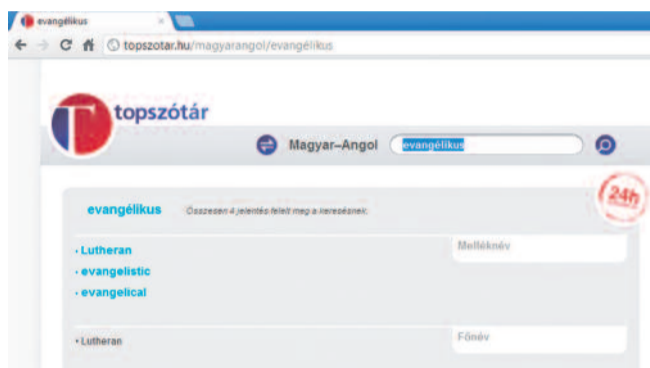 evangélikus
topszotar.hu/magyarangol/evangélikus
topszótár
Magyar–Angol evangélikus
24h
evangélikus Összesen 4 jelentés felelt meg a keresésnek.
· Lutheran Melléknév
· evangelistic
· evangelical
• Lutheran Főnév